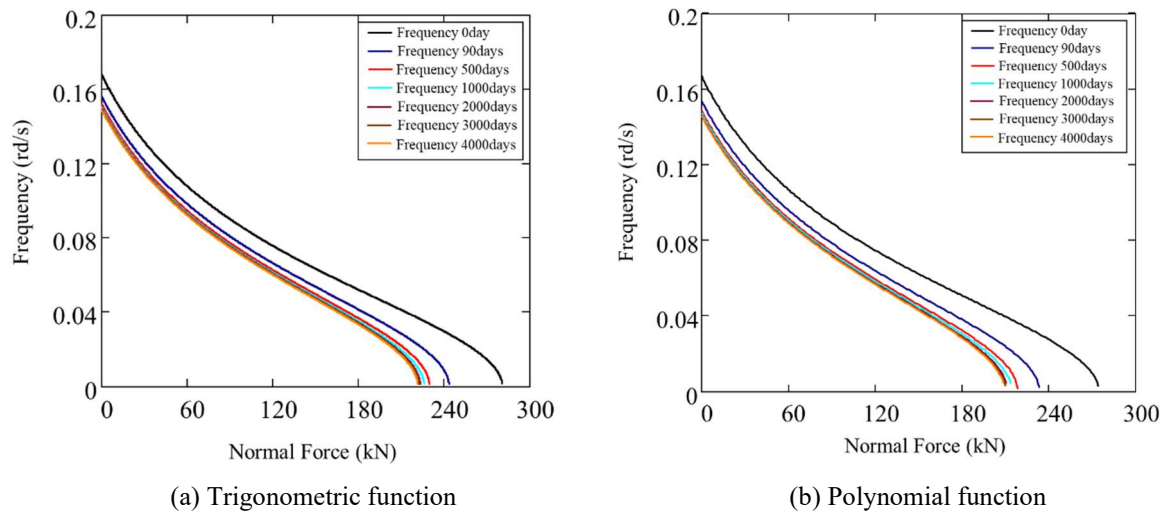 0.2
0.16
0.12
0.08
0.04
0
Frequency (rd/s)
Frequency 0day
Frequency 90days
Frequency 500days
Frequency 1000days
Frequency 2000days
Frequency 3000days
Frequency 4000days
0 60 120 180 240 300
Normal Force (kN)
(a) Trigonometric function
0.2
0.16
0.12
0.08
0.04
0
Frequency (rd/s)
Frequency 0day
Frequency 90days
Frequency 500days
Frequency 1000days
Frequency 2000days
Frequency 3000days
Frequency 4000days
0 60 120 180 240 300
Normal Force (kN)
(b) Polynomial function